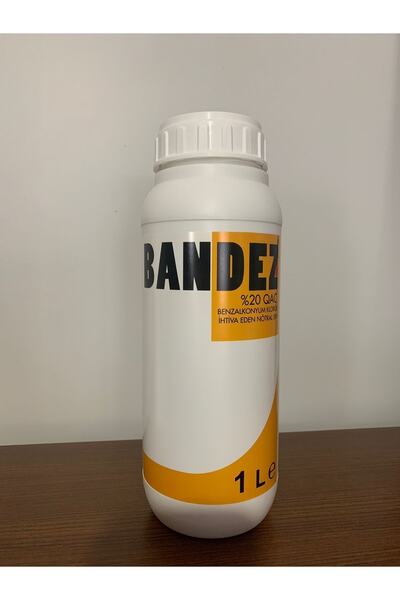 BANDEZ
%20 QAC
BENZALKONYUM
İHTİVA EDEN NÖTRAL
1 L e